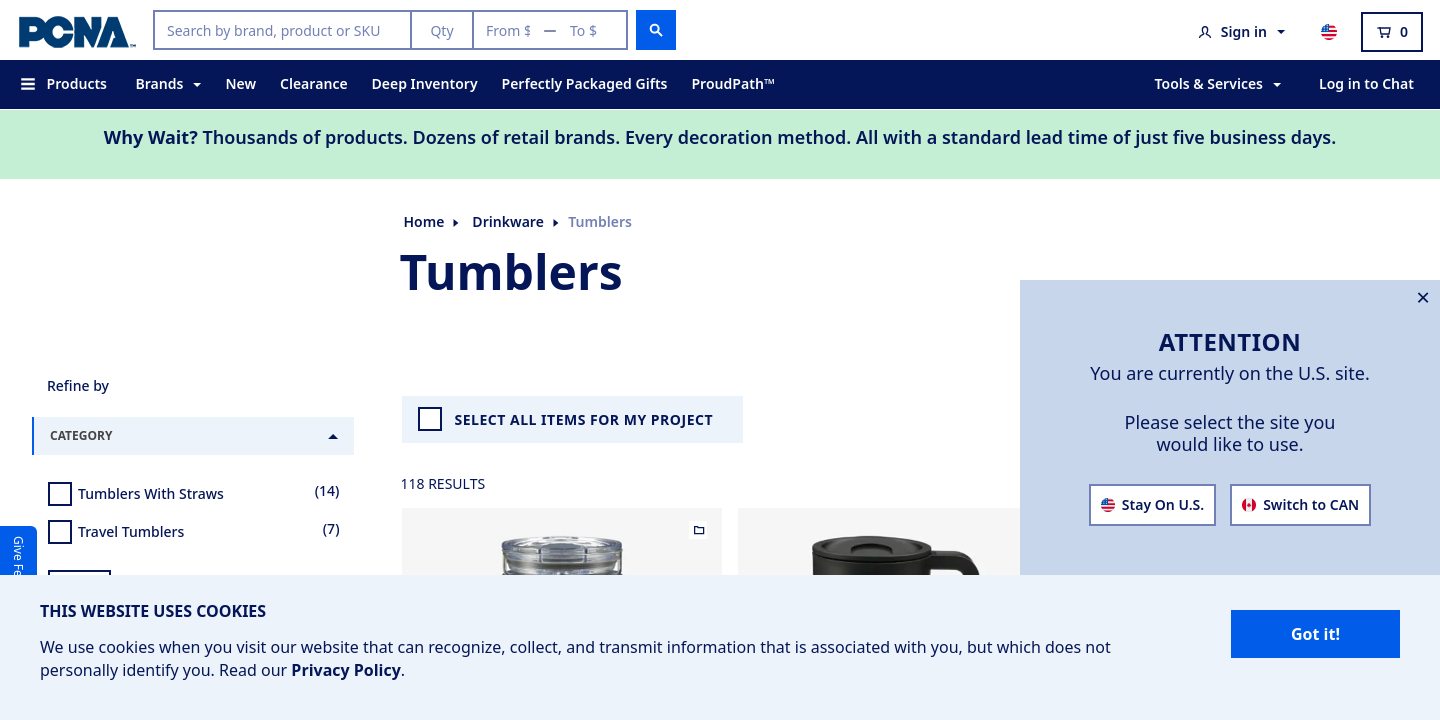 PCNA™
Search by brand, product or SKU
Qty
From $ — To $
Sign in
0
Products
Brands
New
Clearance
Deep Inventory
Perfectly Packaged Gifts
ProudPath™
Tools & Services
Log in to Chat
Why Wait? Thousands of products. Dozens of retail brands. Every decoration method. All with a standard lead time of just five business days.
Home
Drinkware
Tumblers
Tumblers
ATTENTION
You are currently on the U.S. site.
Please select the site you
would like to use.
Stay On U.S.
Switch to CAN
Refine by
CATEGORY
Tumblers With Straws (14)
Travel Tumblers (7)
SELECT ALL ITEMS FOR MY PROJECT
118 RESULTS
Give
THIS WEBSITE USES COOKIES
We use cookies when you visit our website that can recognize, collect, and transmit information that is associated with you, but which does not
personally identify you. Read our Privacy Policy.
Got it!